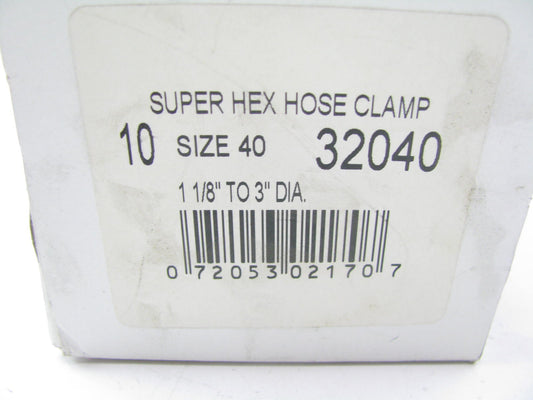 SUPER HEX HOSE CLAMP
10 SIZE 40 32040
1 1/8" TO 3" DIA.
0 72053 02170 7